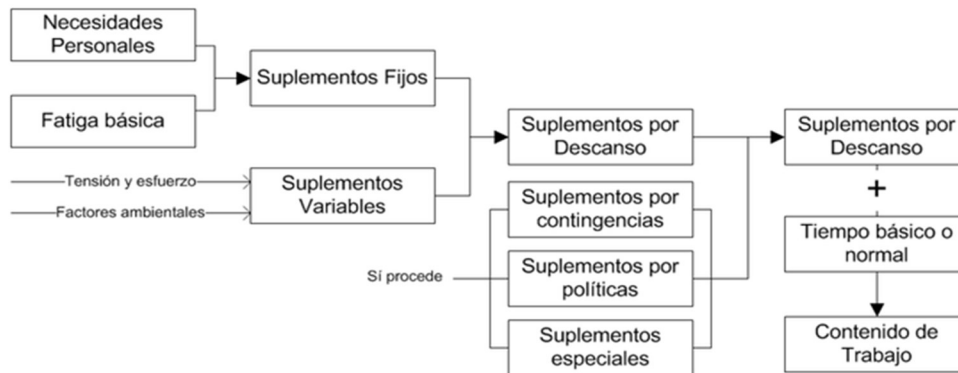 Necesidades
Personales
Fatiga básica
Suplementos Fijos
Tensión y esfuerzo
Factores ambientales
Suplementos
Variables
Suplementos por
Descanso
Suplementos por
contingencias
Sí procede
Suplementos por
políticas
Suplementos
especiales
Suplementos por
Descanso
+
Tiempo básico o
normal
Contenido de
Trabajo